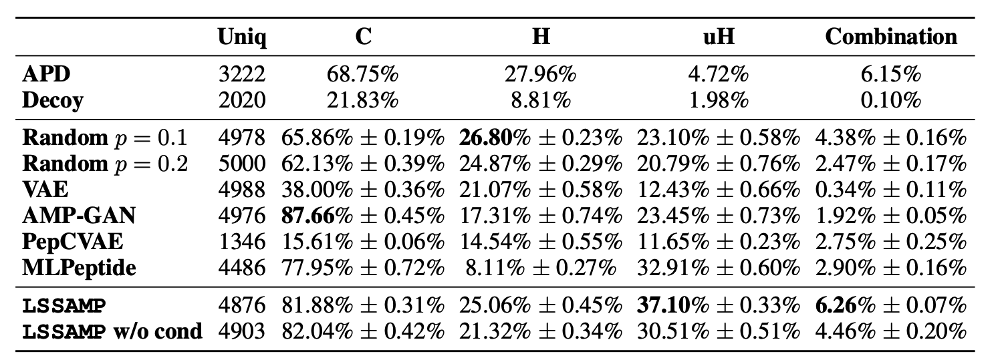 Uniq C H uH Combination
APD 3222 68.75% 27.96% 4.72% 6.15%
Decoy 2020 21.83% 8.81% 1.98% 0.10%
Random p = 0.1 4978 65.86% ± 0.19% 26.80% ± 0.23% 23.10% ± 0.58% 4.38% ± 0.16%
Random p = 0.2 5000 62.13% ± 0.39% 24.87% ± 0.29% 20.79% ± 0.76% 2.47% ± 0.17%
VAE 4988 38.00% ± 0.36% 21.07% ± 0.58% 12.43% ± 0.66% 0.34% ± 0.11%
AMP-GAN 4976 87.66% ± 0.45% 17.31% ± 0.74% 23.45% ± 0.73% 1.92% ± 0.05%
PepCVAE 1346 15.61% ± 0.06% 14.54% ± 0.55% 11.65% ± 0.23% 2.75% ± 0.25%
MLPeptide 4486 77.95% ± 0.72% 8.11% ± 0.27% 32.91% ± 0.60% 2.90% ± 0.16%
LSSAMP 4876 81.88% ± 0.31% 25.06% ± 0.45% 37.10% ± 0.33% 6.26% ± 0.07%
LSSAMP w/o cond 4903 82.04% ± 0.42% 21.32% ± 0.34% 30.51% ± 0.51% 4.46% ± 0.20%